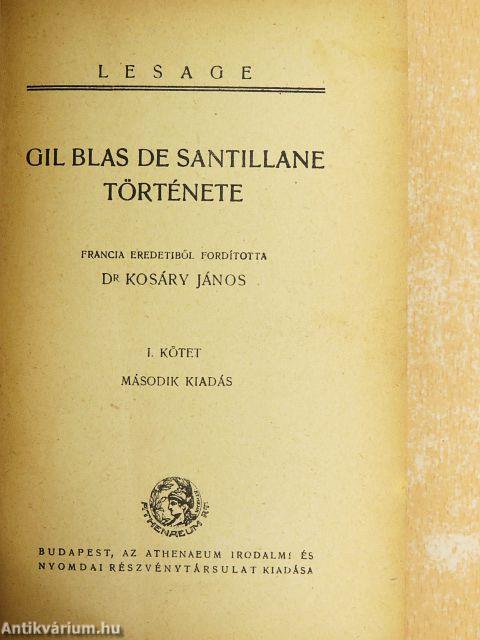 LESAGE
GIL BLAS DE SANTILLANE
TÖRTÉNETE
FRANCIA EREDETIBŐL FORDÍTOTTA
DR KOSÁRY JÁNOS
I. KÖTET
MÁSODIK KIADÁS
ATHENAEUM R.T.
BUDAPEST, AZ ATHENAEUM IRODALMI ÉS
NYOMDAI RÉSZVÉNYTÁRSULAT KIADÁSA
Antikvárium.hu